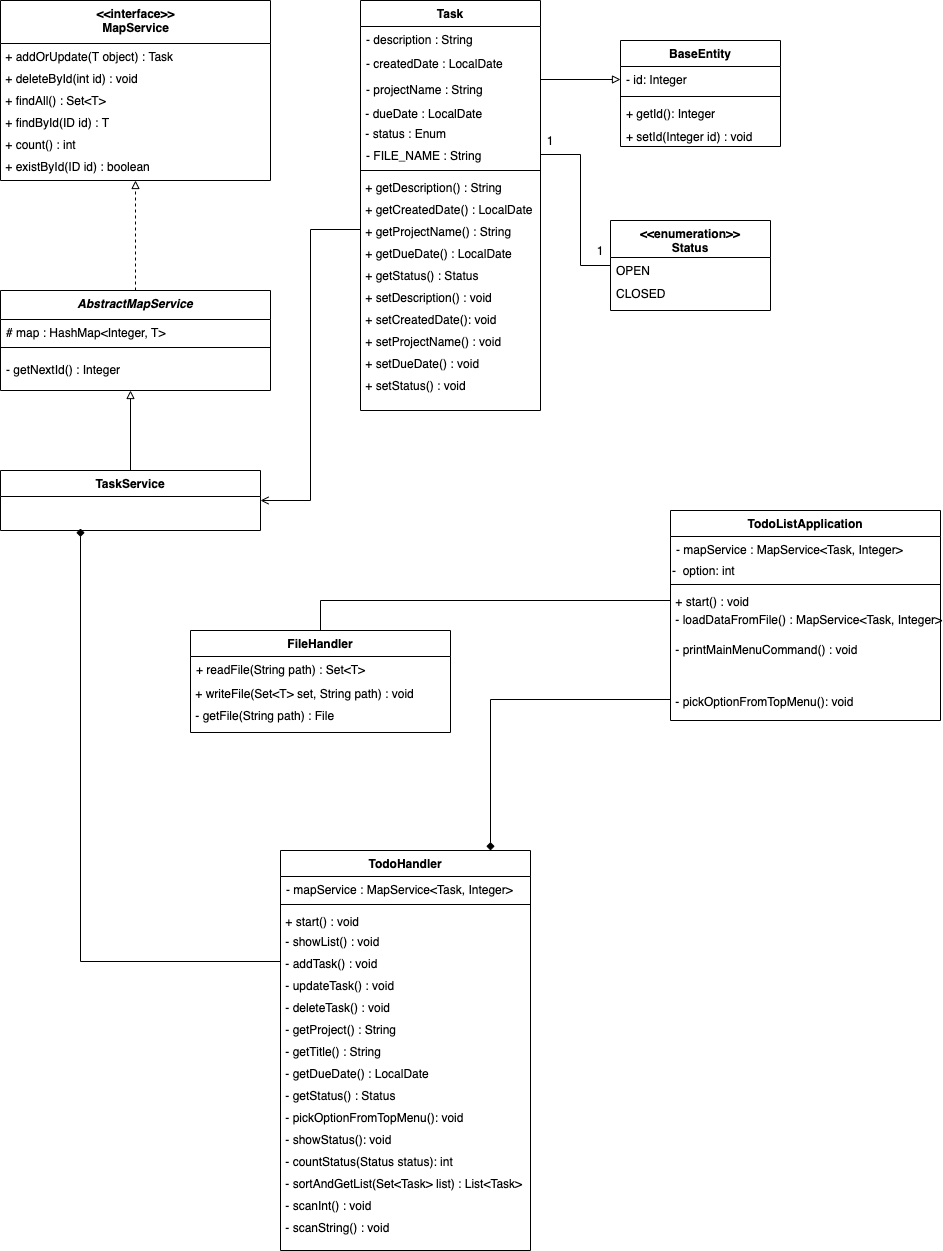 <<interface>>
MapService
+ addOrUpdate(T object) : Task
+ deleteById(int id) : void
+ findAll() : Set<T>
+ findById(ID id) : T
+ count() : int
+ existById(ID id) : boolean
Task
- description : String
- createdDate : LocalDate
- projectName : String
- dueDate : LocalDate
- status : Enum
- FILE_NAME : String
+ getDescription() : String
+ getCreatedDate() : LocalDate
+ getProjectName() : String
+ getDueDate() : LocalDate
+ getStatus() : Status
+ setDescription() : void
+ setCreatedDate(): void
+ setProjectName() : void
+ setDueDate() : void
+ setStatus() : void
BaseEntity
- id: Integer
+ getId(): Integer
+ setId(Integer id) : void
1
1
<<enumeration>>
Status
OPEN
CLOSED
AbstractMapService
# map : HashMap<Integer, T>
- getNextId() : Integer
TaskService
TodoListApplication
- mapService : MapService<Task, Integer>
- option: int
+ start() : void
- loadDataFromFile() : MapService<Task, Integer>
- printMainMenuCommand() : void
- pickOptionFromTopMenu(): void
FileHandler
+ readFile(String path) : Set<T>
+ writeFile(Set<T> set, String path) : void
- getFile(String path) : File
TodoHandler
- mapService : MapService<Task, Integer>
+ start() : void
- showList() : void
- addTask() : void
- updateTask() : void
- deleteTask() : void
- getProject() : String
- getTitle() : String
- getDueDate() : LocalDate
- getStatus() : Status
- pickOptionFromTopMenu(): void
- showStatus(): void
- countStatus(Status status): int
- sortAndGetList(Set<Task> list) : List<Task>
- scanInt() : void
- scanString() : void